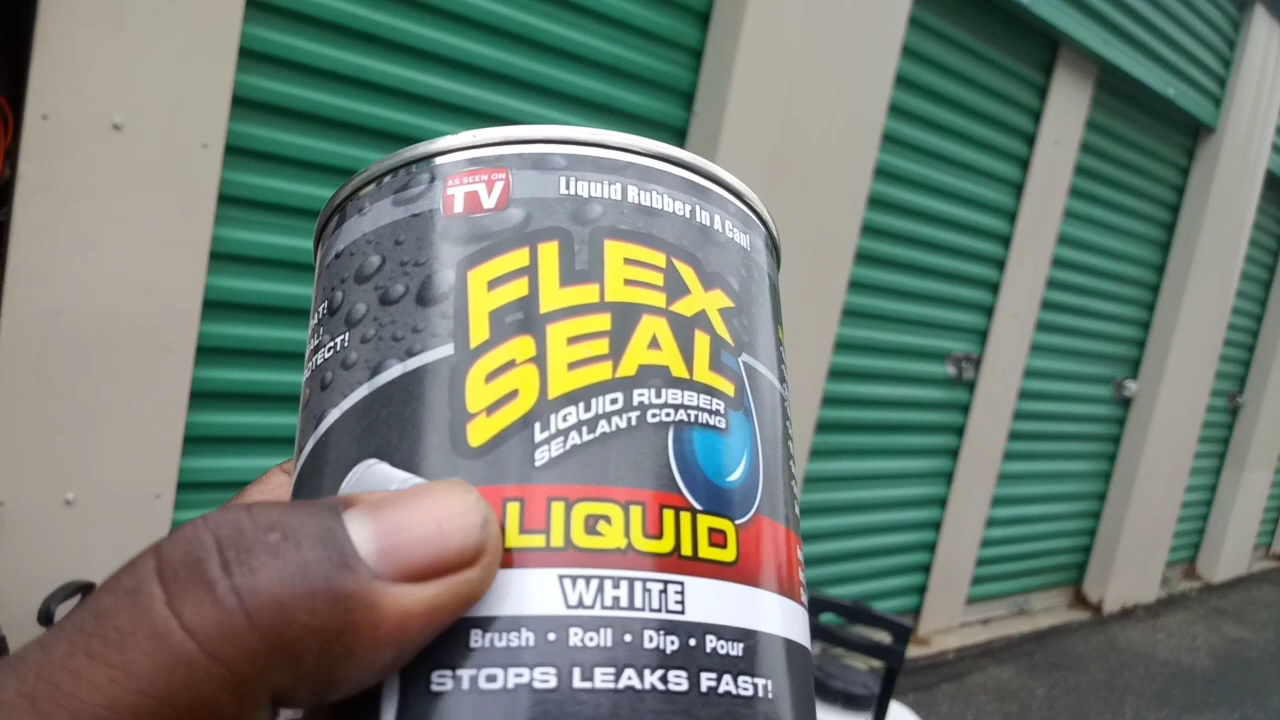 AS SEEN ON
TV
Liquid Rubber In A Can!
FLEX
SEAL
LIQUID RUBBER
SEALANT COATING
LIQUID
WHITE
Brush • Roll • Dip • Pour
STOPS LEAKS FAST!